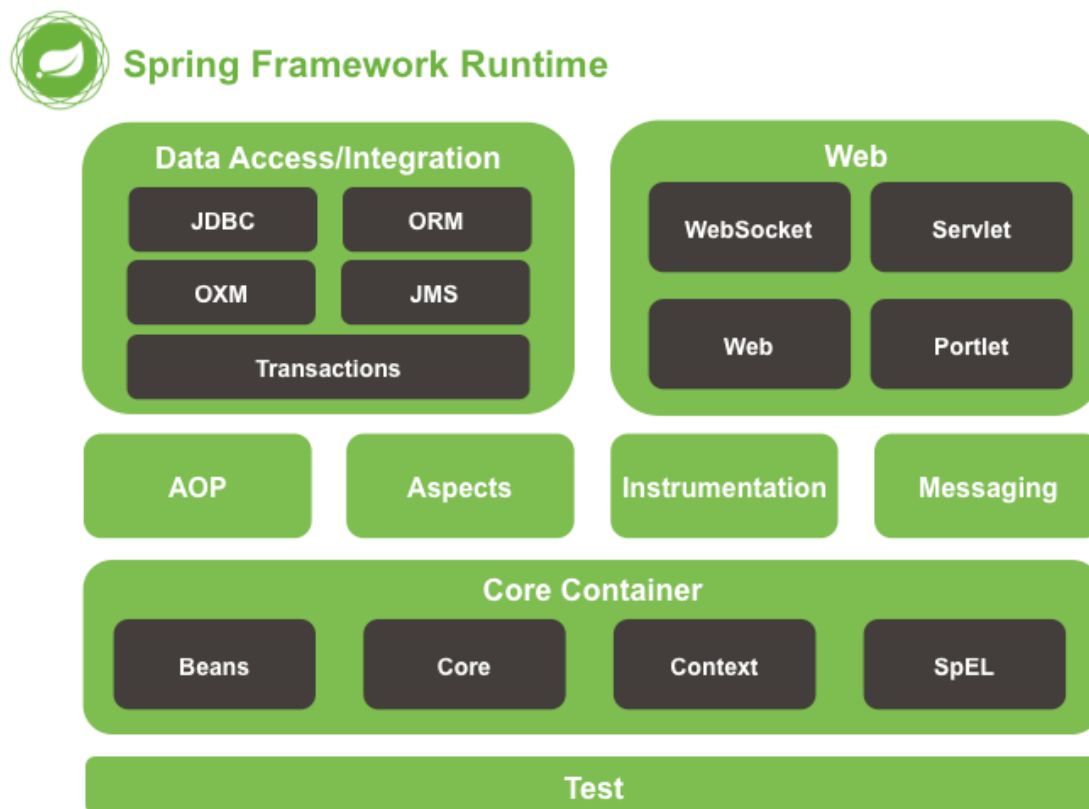 Spring Framework Runtime
Data Access/Integration
JDBC
ORM
OXM
JMS
Transactions
Web
WebSocket
Servlet
Web
Portlet
AOP
Aspects
Instrumentation
Messaging
Core Container
Beans
Core
Context
SpEL
Test